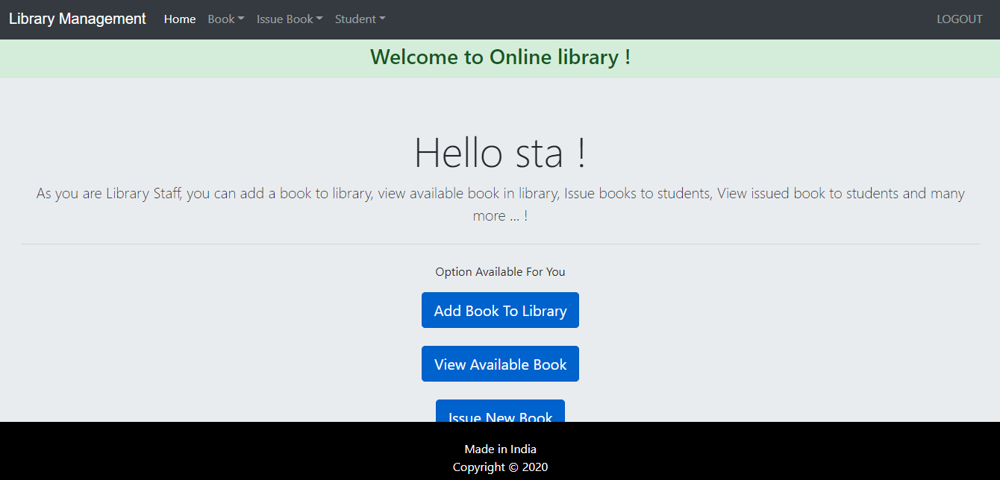 Library Management Home Book Issue Book Student LOGOUT
Welcome to Online library !
Hello sta !
As you are Library Staff, you can add a book to library, view available book in library, Issue books to students, View issued book to students and many
more ... !
Option Available For You
Add Book To Library
View Available Book
Issue New Book
Made in India
Copyright © 2020